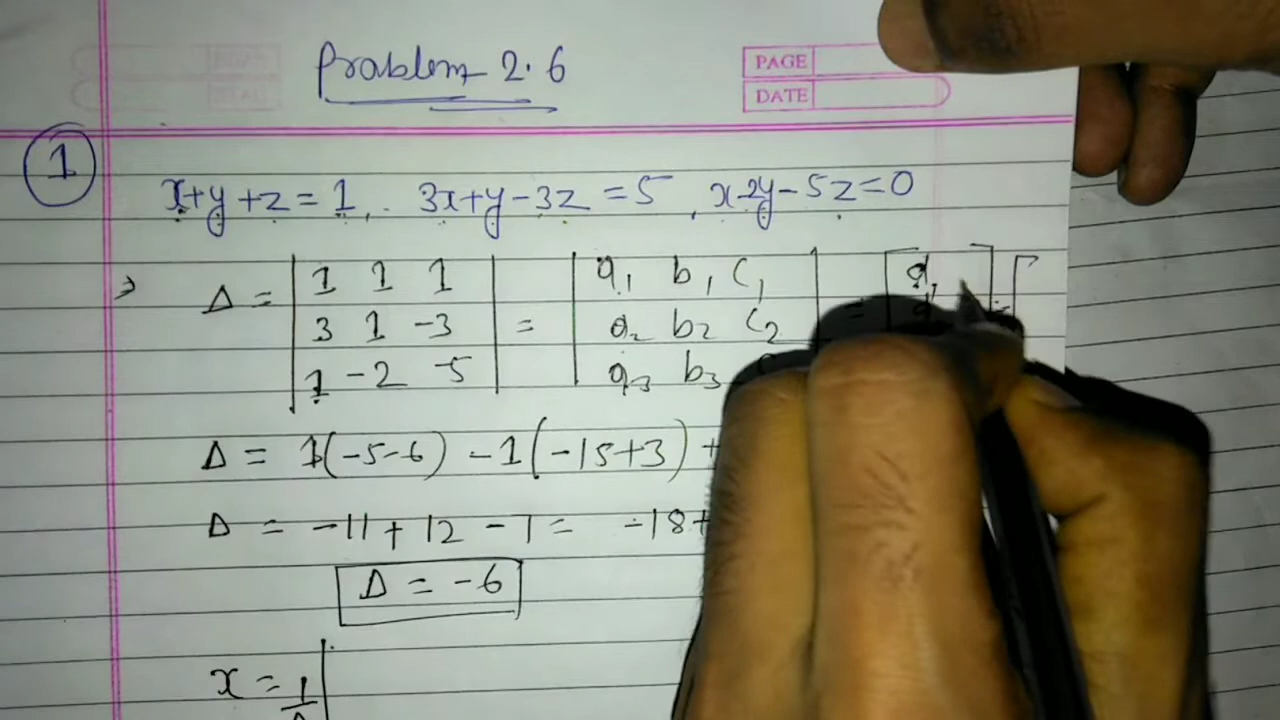 Problem 2.6
PAGE
DATE
1
x+y+z=1, 3x+y-3z=5, x-2y-5z=0
Δ = | 1 1 1 | = | a₁ b₁ c₁ | = [ d₁ ] = [
3 1 -3 a₂ b₂ c₂
1 -2 -5 a₃ b₃
Δ = 1(-5-6) -1(-15+3) +
Δ = -11+12-7 = -18+
Δ = -6
x = 1